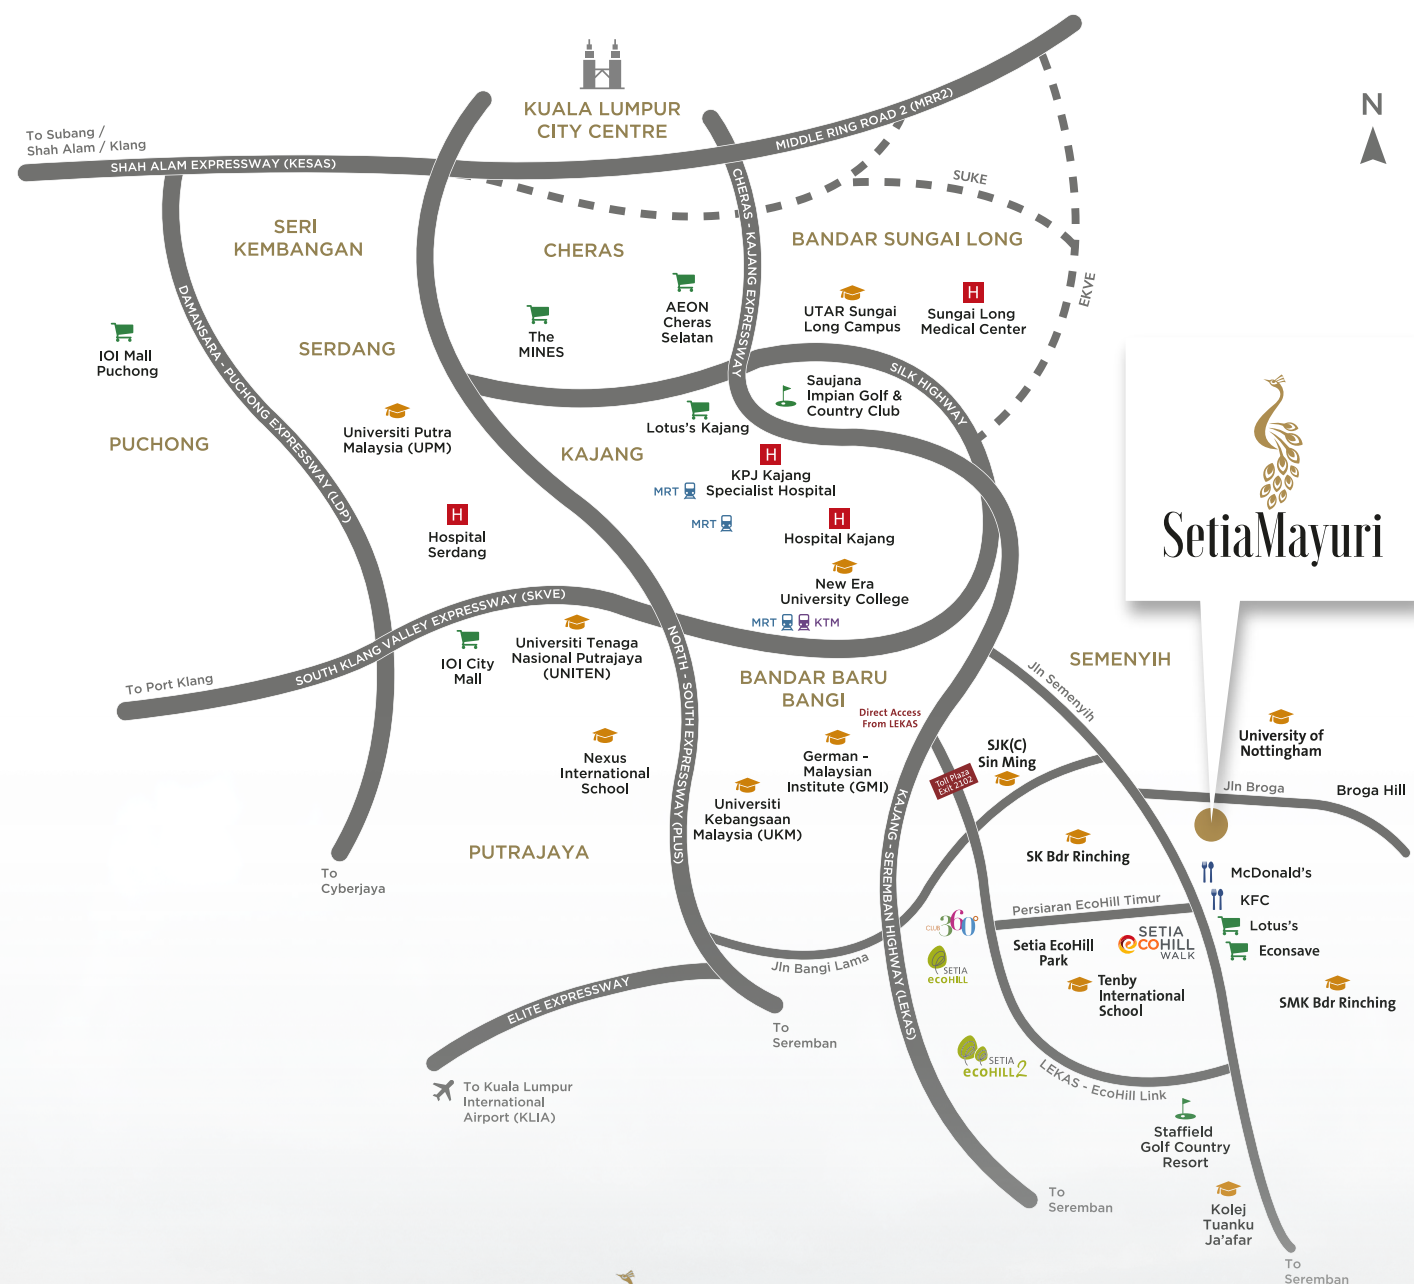 KUALA LUMPUR
CITY CENTRE
N
To Subang /
Shah Alam / Klang
SHAH ALAM EXPRESSWAY (KESAS)
MIDDLE RING ROAD 2 (MRR2)
SUKE
EKVE
CHERAS - KAJANG EXPRESSWAY
SERI
KEMBANGAN
CHERAS
BANDAR SUNGAI LONG
DAMANSARA - PUCHONG EXPRESSWAY (LDP)
IOI Mall
Puchong
SERDANG
The
MINES
AEON
Cheras
Selatan
UTAR Sungai
Long Campus
H
Sungai Long
Medical Center
SILK HIGHWAY
Saujana
Impian Golf &
Country Club
PUCHONG
Universiti Putra
Malaysia (UPM)
Lotus's Kajang
KAJANG
H
KPJ Kajang
Specialist Hospital
MRT
MRT
H
Hospital Kajang
H
Hospital
Serdang
New Era
University College
MRT
KTM
SetiaMayuri
SOUTH KLANG VALLEY EXPRESSWAY (SKVE)
To Port Klang
IOI City
Mall
Universiti Tenaga
Nasional Putrajaya
(UNITEN)
NORTH - SOUTH EXPRESSWAY (PLUS)
BANDAR BARU
BANGI
SEMENYIH
Jln Semenyih
Direct Access
From LEKAS
Toll Plaza
Exit 2102
SJK(C)
Sin Ming
University of
Nottingham
Jln Broga
Broga Hill
Nexus
International
School
German -
Malaysian
Institute (GMI)
Universiti
Kebangsaan
Malaysia (UKM)
KAJANG - SEREMBAN HIGHWAY (LEKAS)
PUTRAJAYA
To
Cyberjaya
SK Bdr Rinching
McDonald's
KFC
Lotus's
Econsave
Persiaran EcoHill Timur
CLUB 360°
SETIA
ecoHILL
Setia EcoHill
Park
SETIA
ECOHILL
WALK
Tenby
International
School
SMK Bdr Rinching
Jln Bangi Lama
ELITE EXPRESSWAY
To
Seremban
SETIA
ecoHILL 2
LEKAS - EcoHill Link
To Kuala Lumpur
International
Airport (KLIA)
Staffield
Golf Country
Resort
Kolej
Tuanku
Ja'afar
To
Seremban
To
Seremban